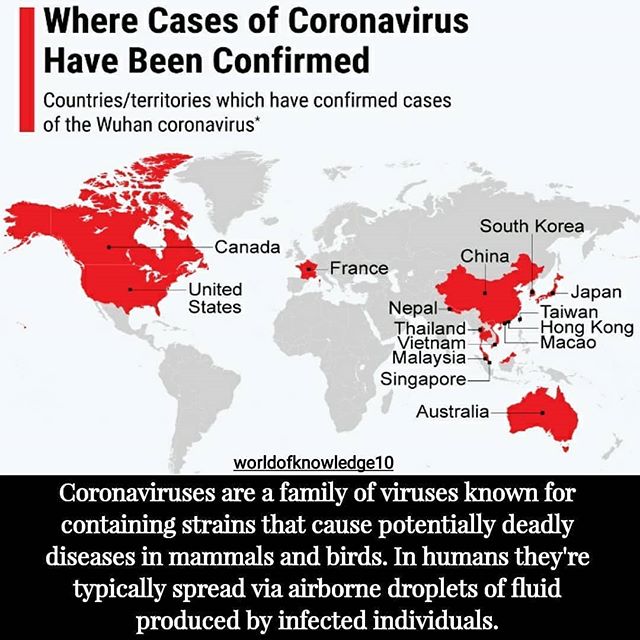 Where Cases of Coronavirus
Have Been Confirmed
Countries/territories which have confirmed cases
of the Wuhan coronavirus*
South Korea
China
Canada
France
United
States
Japan
Nepal
Taiwan
Thailand
Hong Kong
Vietnam
Macao
Malaysia
Singapore
Australia
worldofknowledge10
Coronaviruses are a family of viruses known for
containing strains that cause potentially deadly
diseases in mammals and birds. In humans they're
typically spread via airborne droplets of fluid
produced by infected individuals.